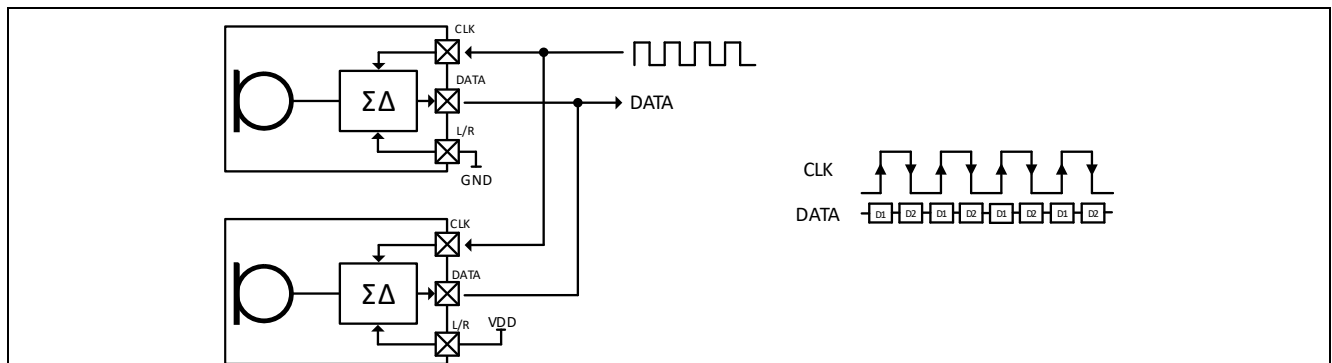 CLK
DATA
ΣΔ
DATA
L/R
GND
CLK
DATA
D1 D2 D1 D2 D1 D2 D1 D2
CLK
DATA
ΣΔ
L/R
VDD